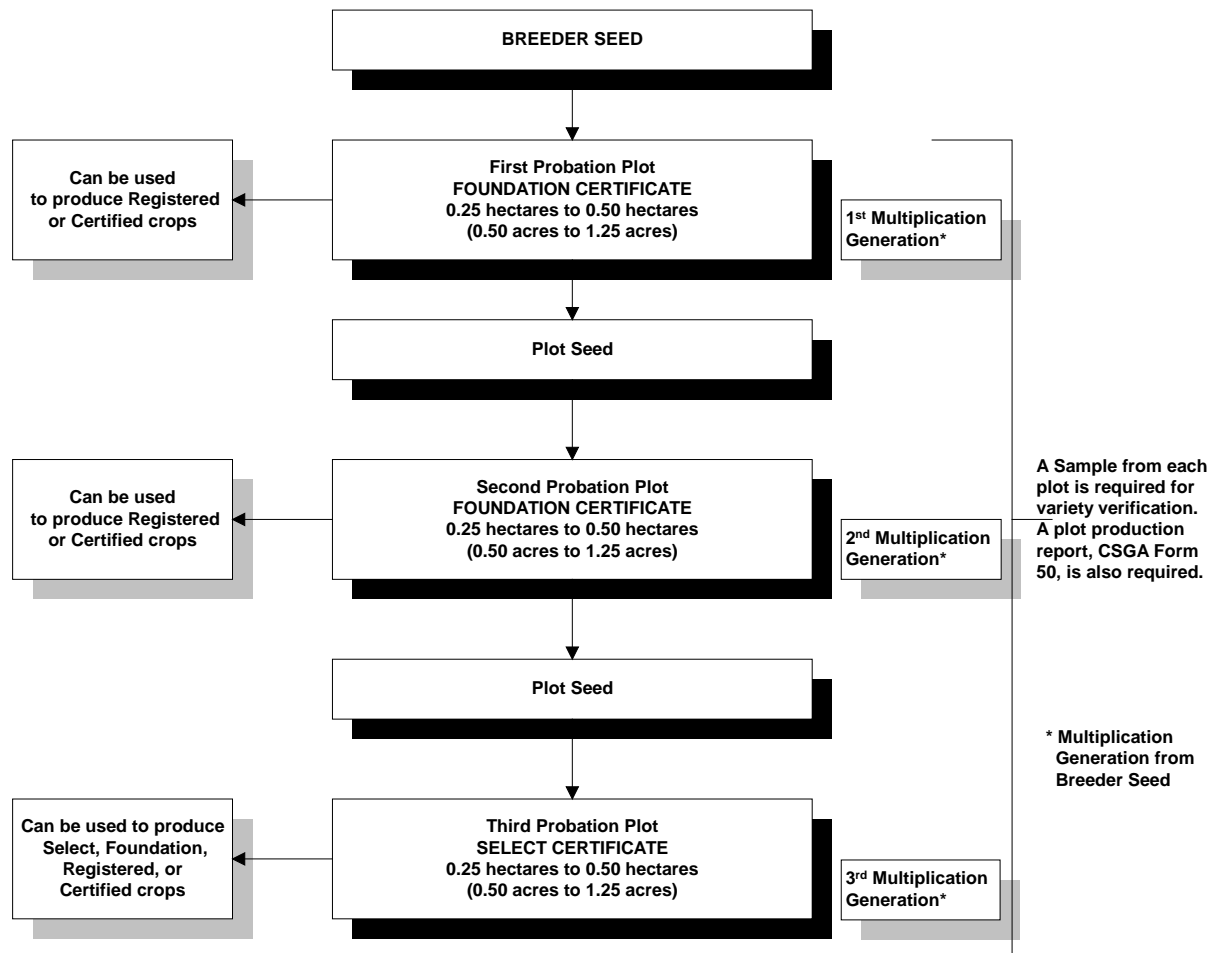 BREEDER SEED
Can be used
to produce Registered
or Certified crops
First Probation Plot
FOUNDATION CERTIFICATE
0.25 hectares to 0.50 hectares
(0.50 acres to 1.25 acres)
1st Multiplication
Generation*
Plot Seed
Can be used
to produce Registered
or Certified crops
Second Probation Plot
FOUNDATION CERTIFICATE
0.25 hectares to 0.50 hectares
(0.50 acres to 1.25 acres)
2nd Multiplication
Generation*
A Sample from each
plot is required for
variety verification.
A plot production
report, CSGA Form
50, is also required.
Plot Seed
* Multiplication
Generation from
Breeder Seed
Can be used to produce
Select, Foundation,
Registered, or
Certified crops
Third Probation Plot
SELECT CERTIFICATE
0.25 hectares to 0.50 hectares
(0.50 acres to 1.25 acres)
3rd Multiplication
Generation*